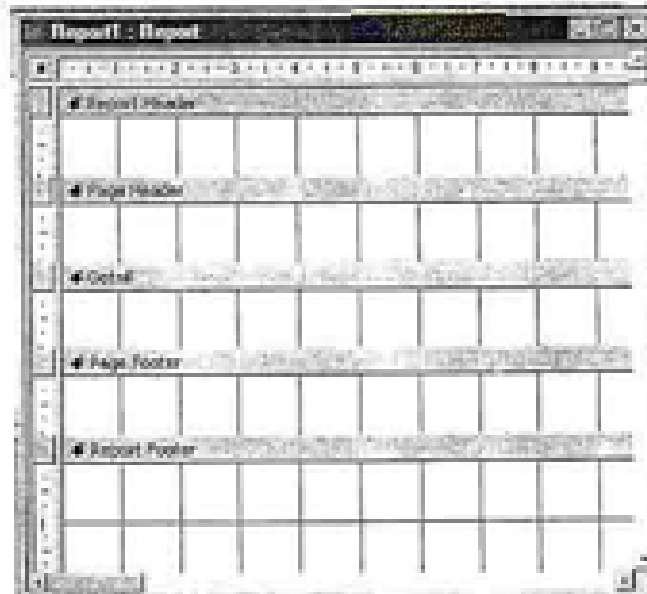 Report1 : Report
Report Header
Page Header
Detail
Page Footer
Report Footer